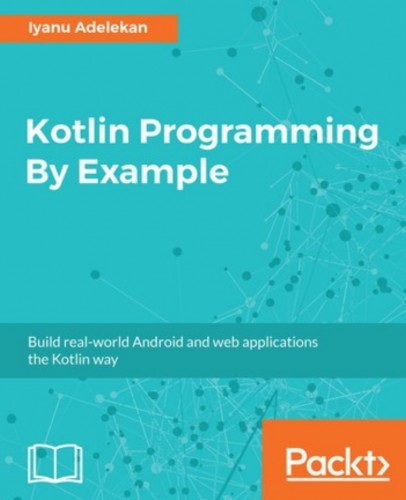 Iyanu Adelekan
Kotlin Programming
By Example
Build real-world Android and web applications
the Kotlin way
Packt>